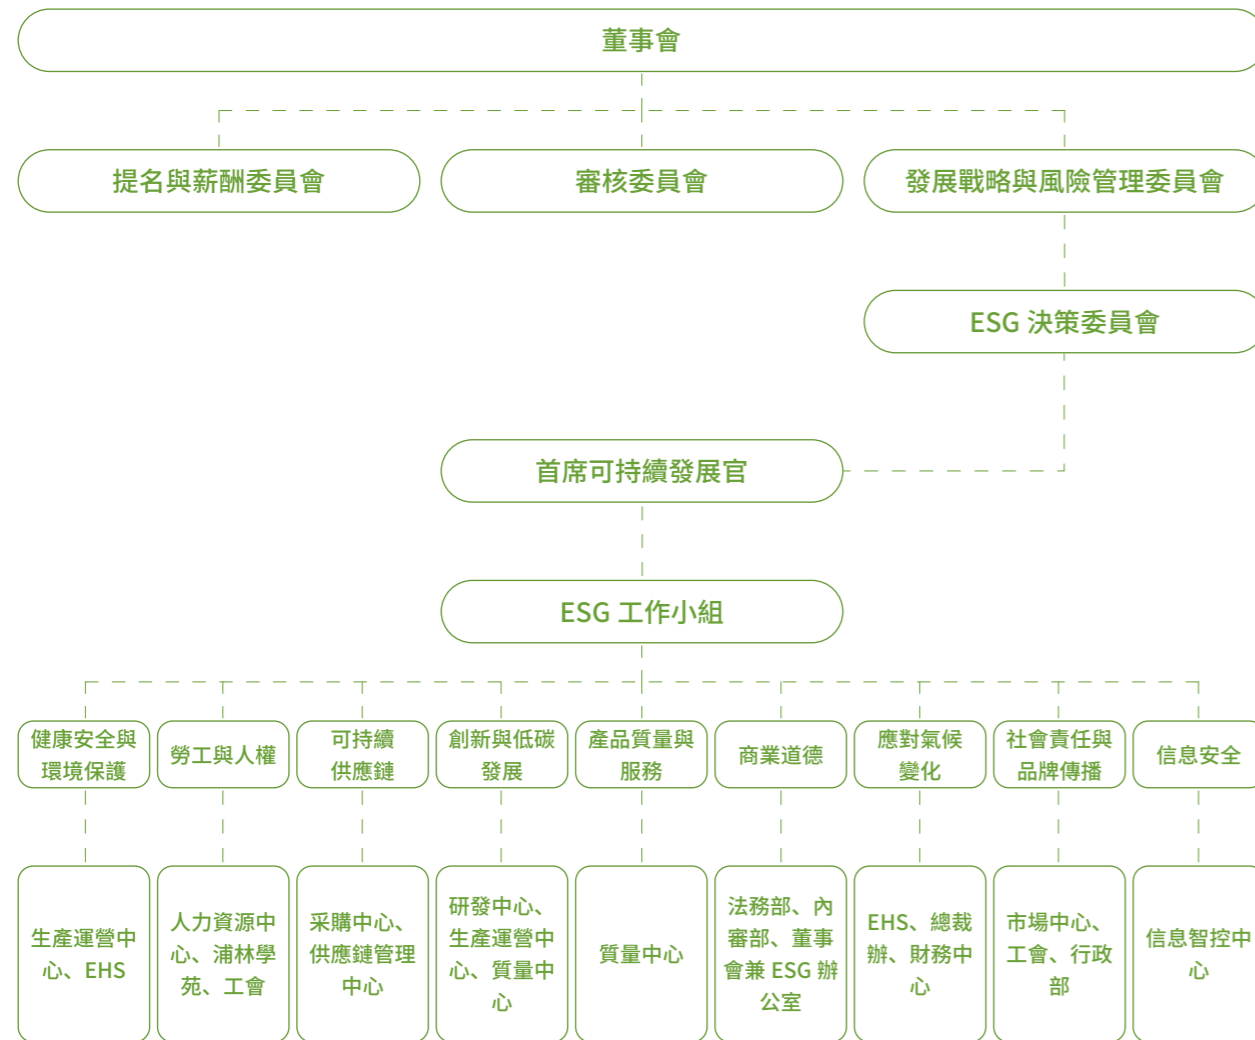 董事會
提名與薪酬委員會
審核委員會
發展戰略與風險管理委員會
ESG 決策委員會
首席可持續發展官
ESG 工作小組
健康安全與
環境保護
勞工與人權
可持續
供應鏈
創新與低碳
發展
產品質量與
服務
商業道德
應對氣候
變化
社會責任與
品牌傳播
信息安全
生產運營中
心、EHS
人力資源中
心、浦林學
苑、工會
采購中心、
供應鏈管理
中心
研發中心、
生產運營中
心、質量中
心
質量中心
法務部、內
審部、董事
會兼 ESG 辦
公室
EHS、總裁
辦、財務中
心
市場中心、
工會、行政
部
信息智控中
心